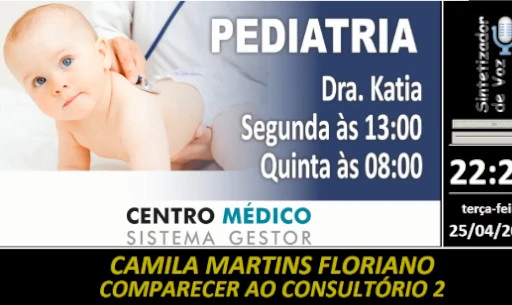 PEDIATRIA
Dra. Katia
Segunda às 13:00
Quinta às 08:00
CENTRO MÉDICO
SISTEMA GESTOR
Sintetizador
de Voz
22:2
terça-fei
25/04/20
CAMILA MARTINS FLORIANO
COMPARECER AO CONSULTÓRIO 2